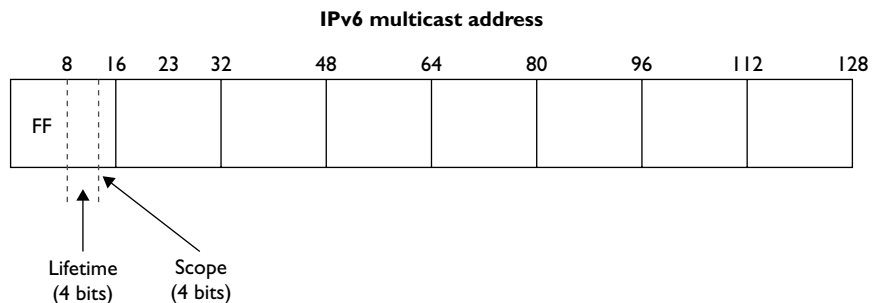 IPv6 multicast address
8 16 23 32 48 64 80 96 112 128
FF
Lifetime
(4 bits)
Scope
(4 bits)